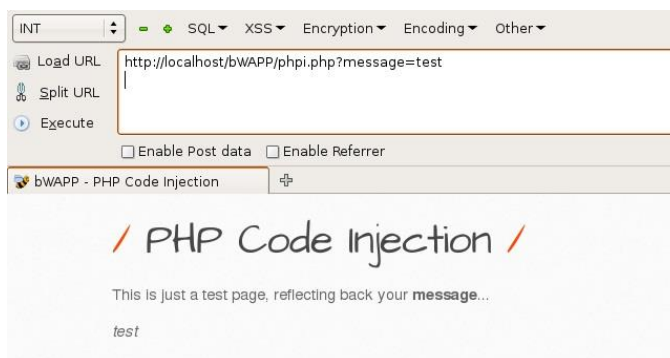 INT SQL XSS Encryption Encoding Other
Load URL http://localhost/bWAPP/phpi.php?message=test
Split URL
Execute
Enable Post data Enable Referrer
bWAPP - PHP Code Injection
/ PHP Code Injection /
This is just a test page, reflecting back your message...
test